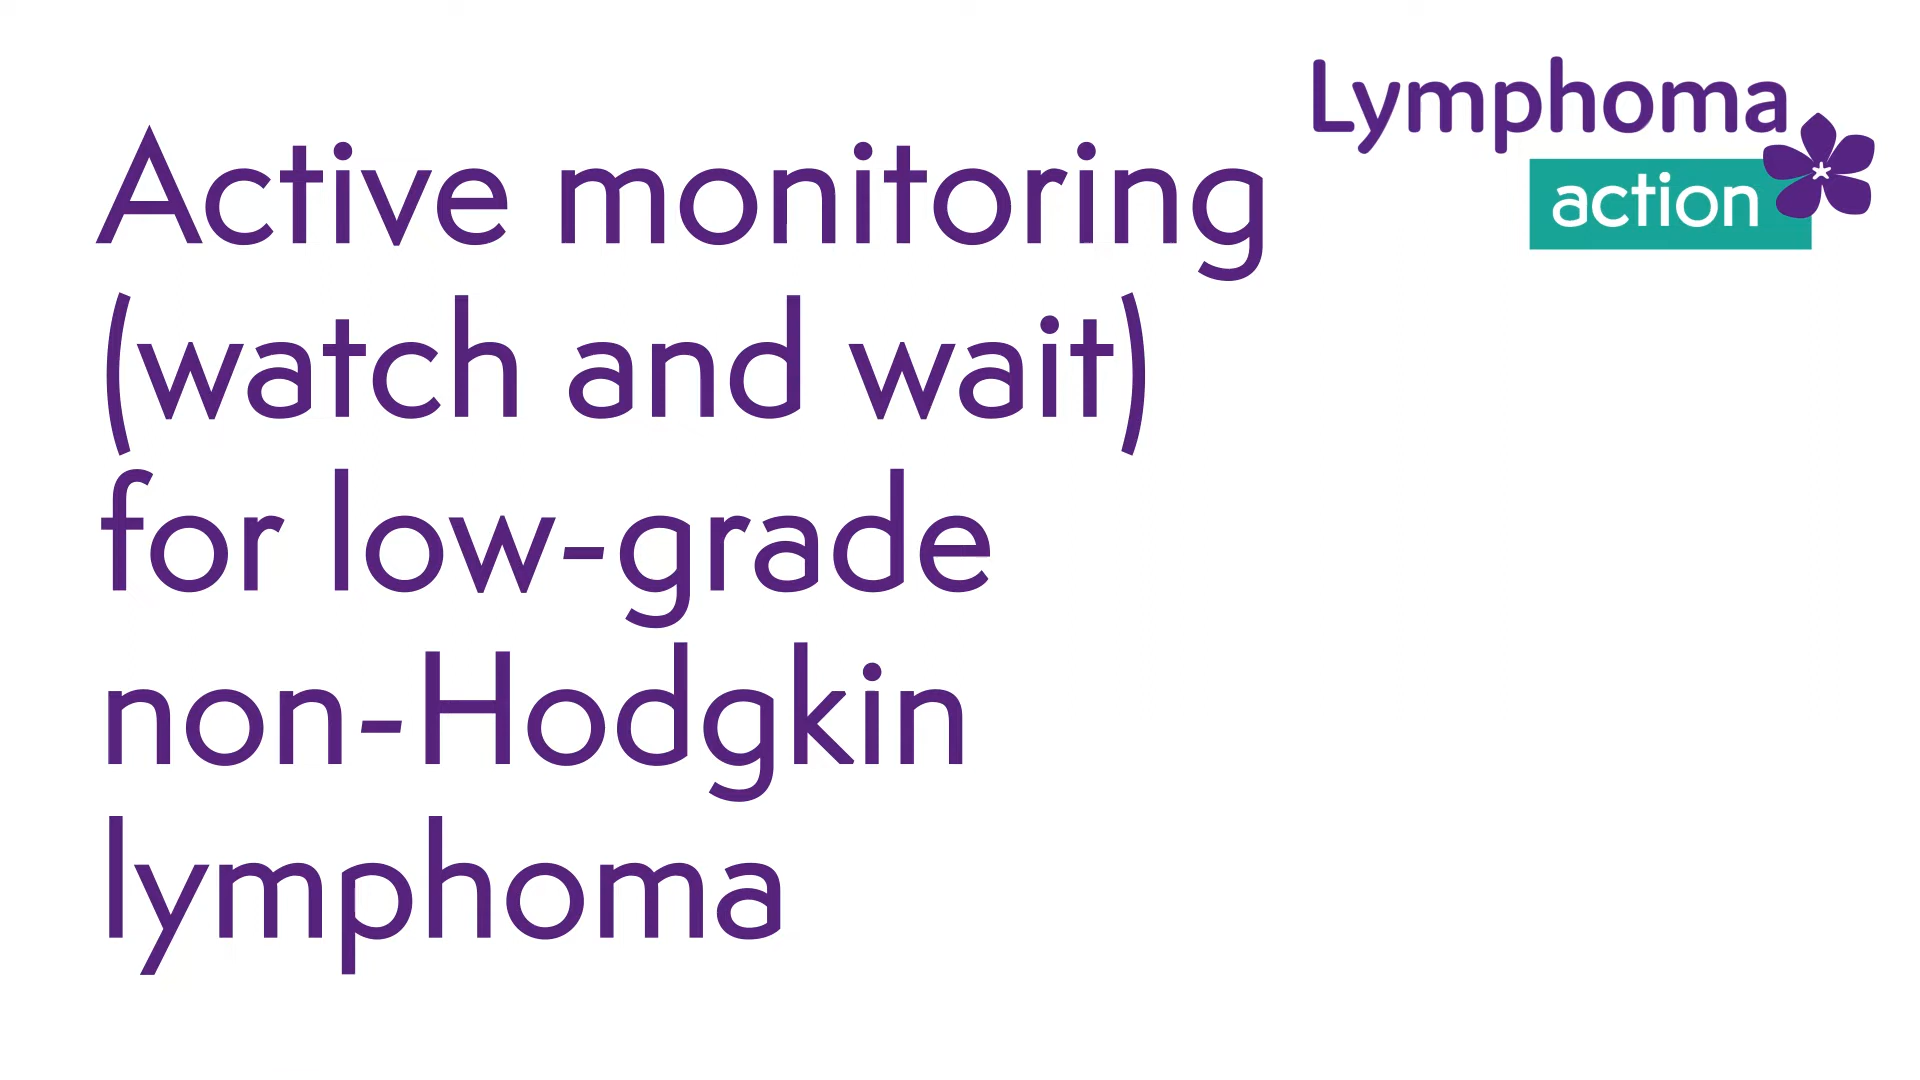 Active monitoring
(watch and wait)
for low-grade
non-Hodgkin
lymphoma
Lymphoma
action